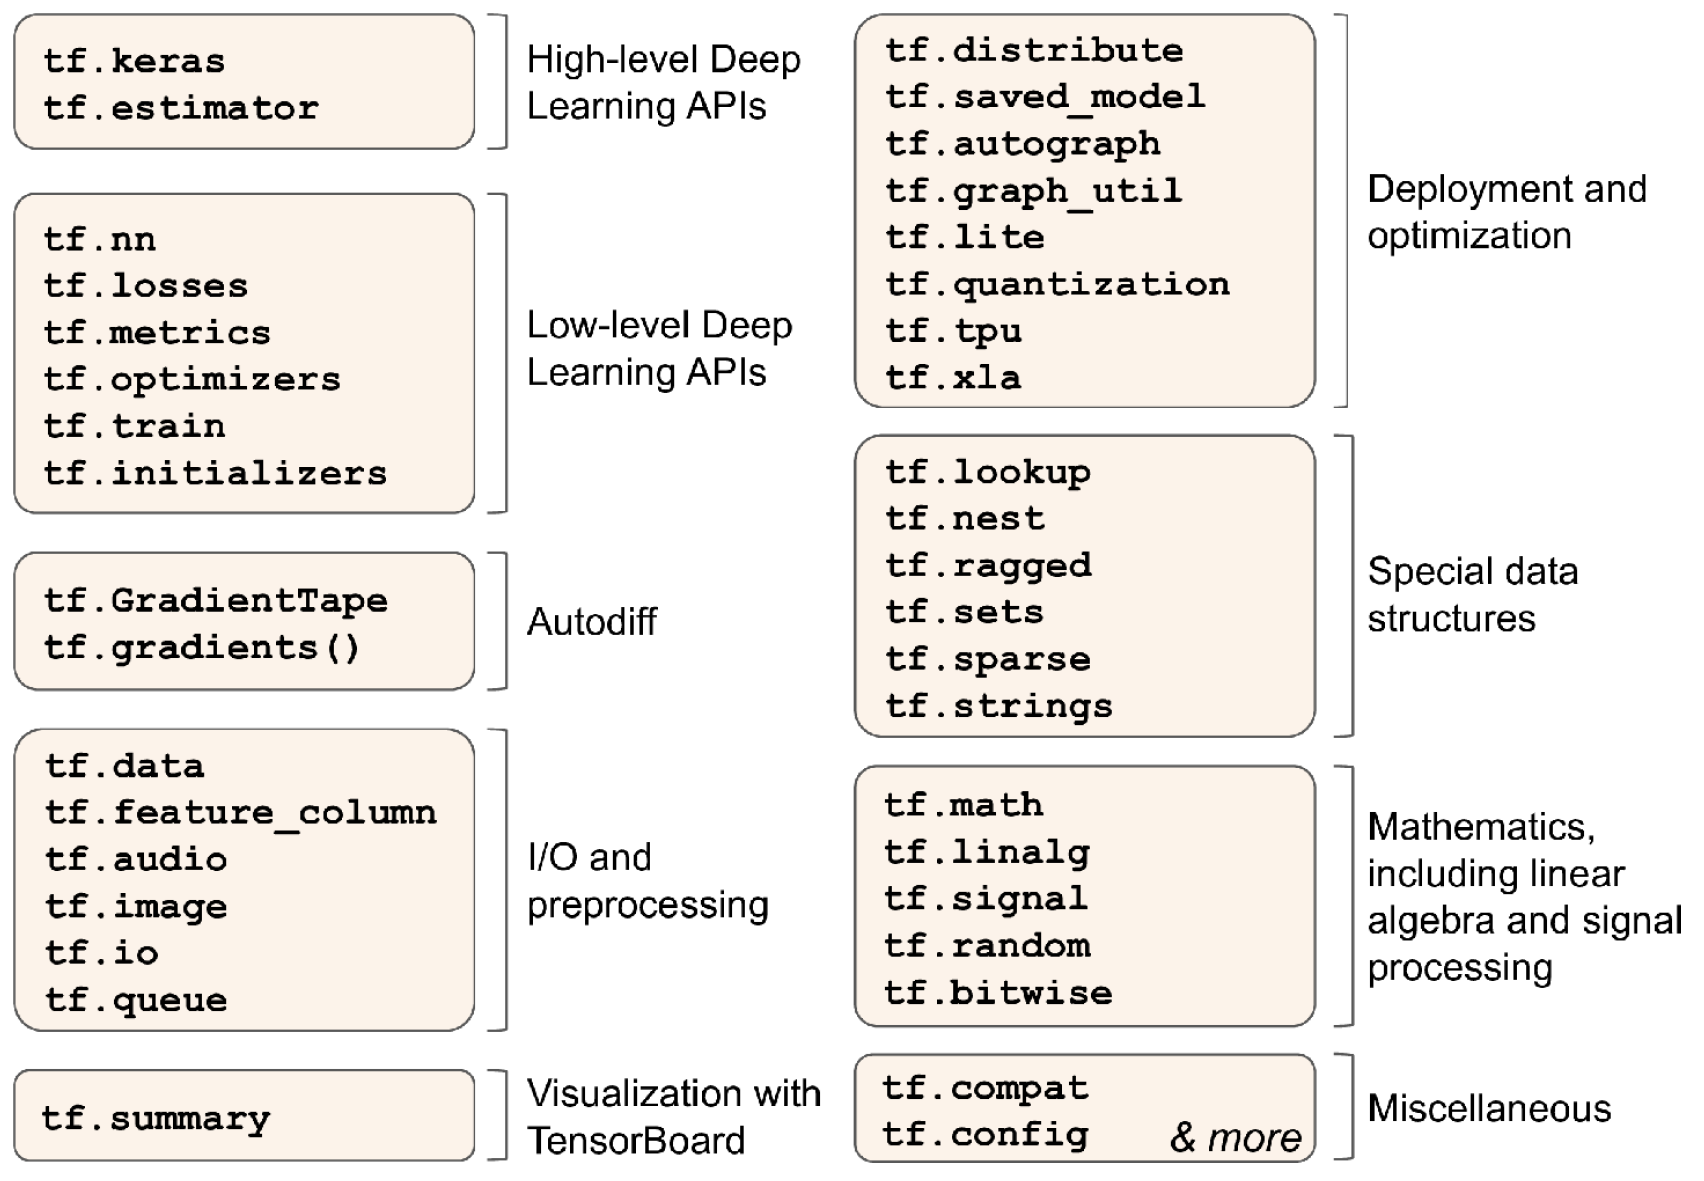 tf.keras
tf.estimator
High-level Deep
Learning APIs
tf.nn
tf.losses
tf.metrics
tf.optimizers
tf.train
tf.initializers
Low-level Deep
Learning APIs
tf.GradientTape
tf.gradients()
Autodiff
tf.data
tf.feature_column
tf.audio
tf.image
tf.io
tf.queue
I/O and
preprocessing
tf.summary
Visualization with
TensorBoard
tf.distribute
tf.saved_model
tf.autograph
tf.graph_util
tf.lite
tf.quantization
tf.tpu
tf.xla
Deployment and
optimization
tf.lookup
tf.nest
tf.ragged
tf.sets
tf.sparse
tf.strings
Special data
structures
tf.math
tf.linalg
tf.signal
tf.random
tf.bitwise
Mathematics,
including linear
algebra and signal
processing
tf.compat
tf.config & more
Miscellaneous